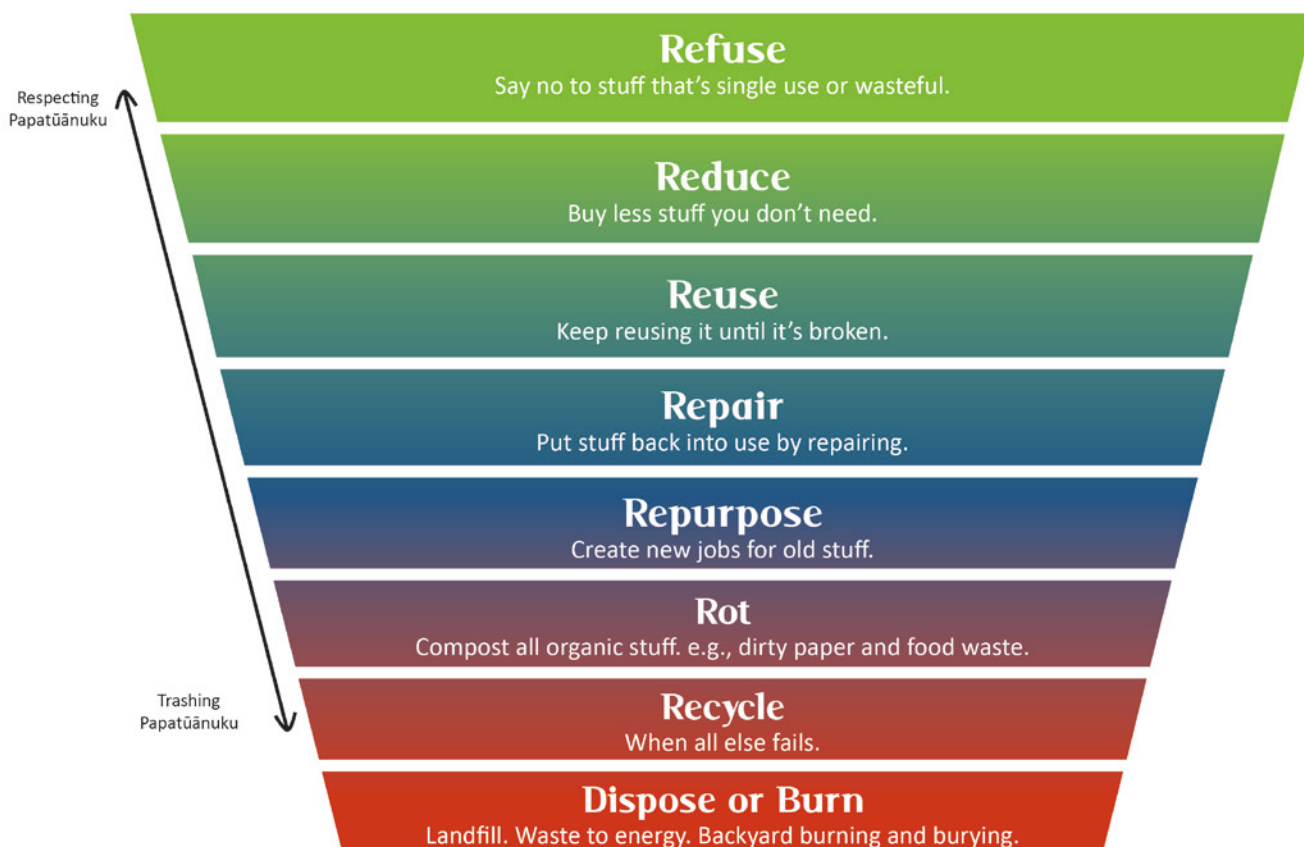 Refuse
Say no to stuff that's single use or wasteful.
Respecting
Papatūānuku
Reduce
Buy less stuff you don't need.
Reuse
Keep reusing it until it's broken.
Repair
Put stuff back into use by repairing.
Repurpose
Create new jobs for old stuff.
Rot
Compost all organic stuff. e.g., dirty paper and food waste.
Trashing
Papatūānuku
Recycle
When all else fails.
Dispose or Burn
Landfill. Waste to energy. Backyard burning and burying.